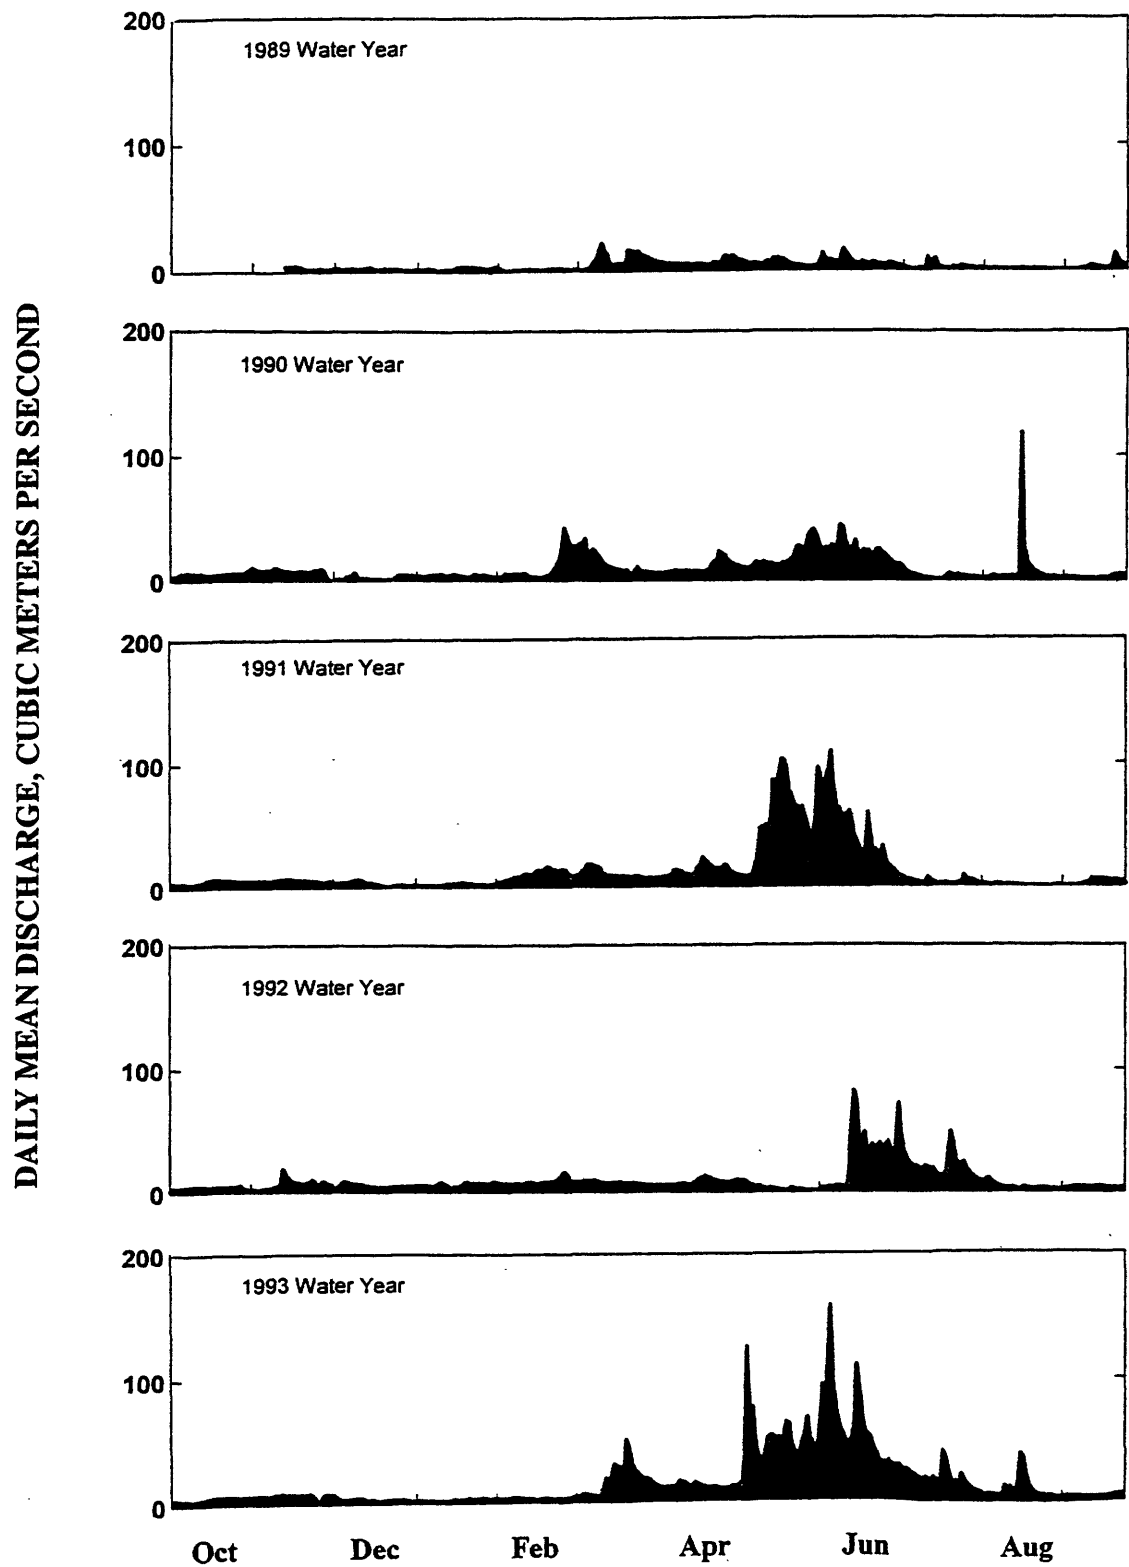 DAILY MEAN DISCHARGE, CUBIC METERS PER SECOND
200
1989 Water Year
100
0
200
1990 Water Year
100
0
200
1991 Water Year
100
0
200
1992 Water Year
100
0
200
1993 Water Year
100
0
Oct Dec Feb Apr Jun Aug